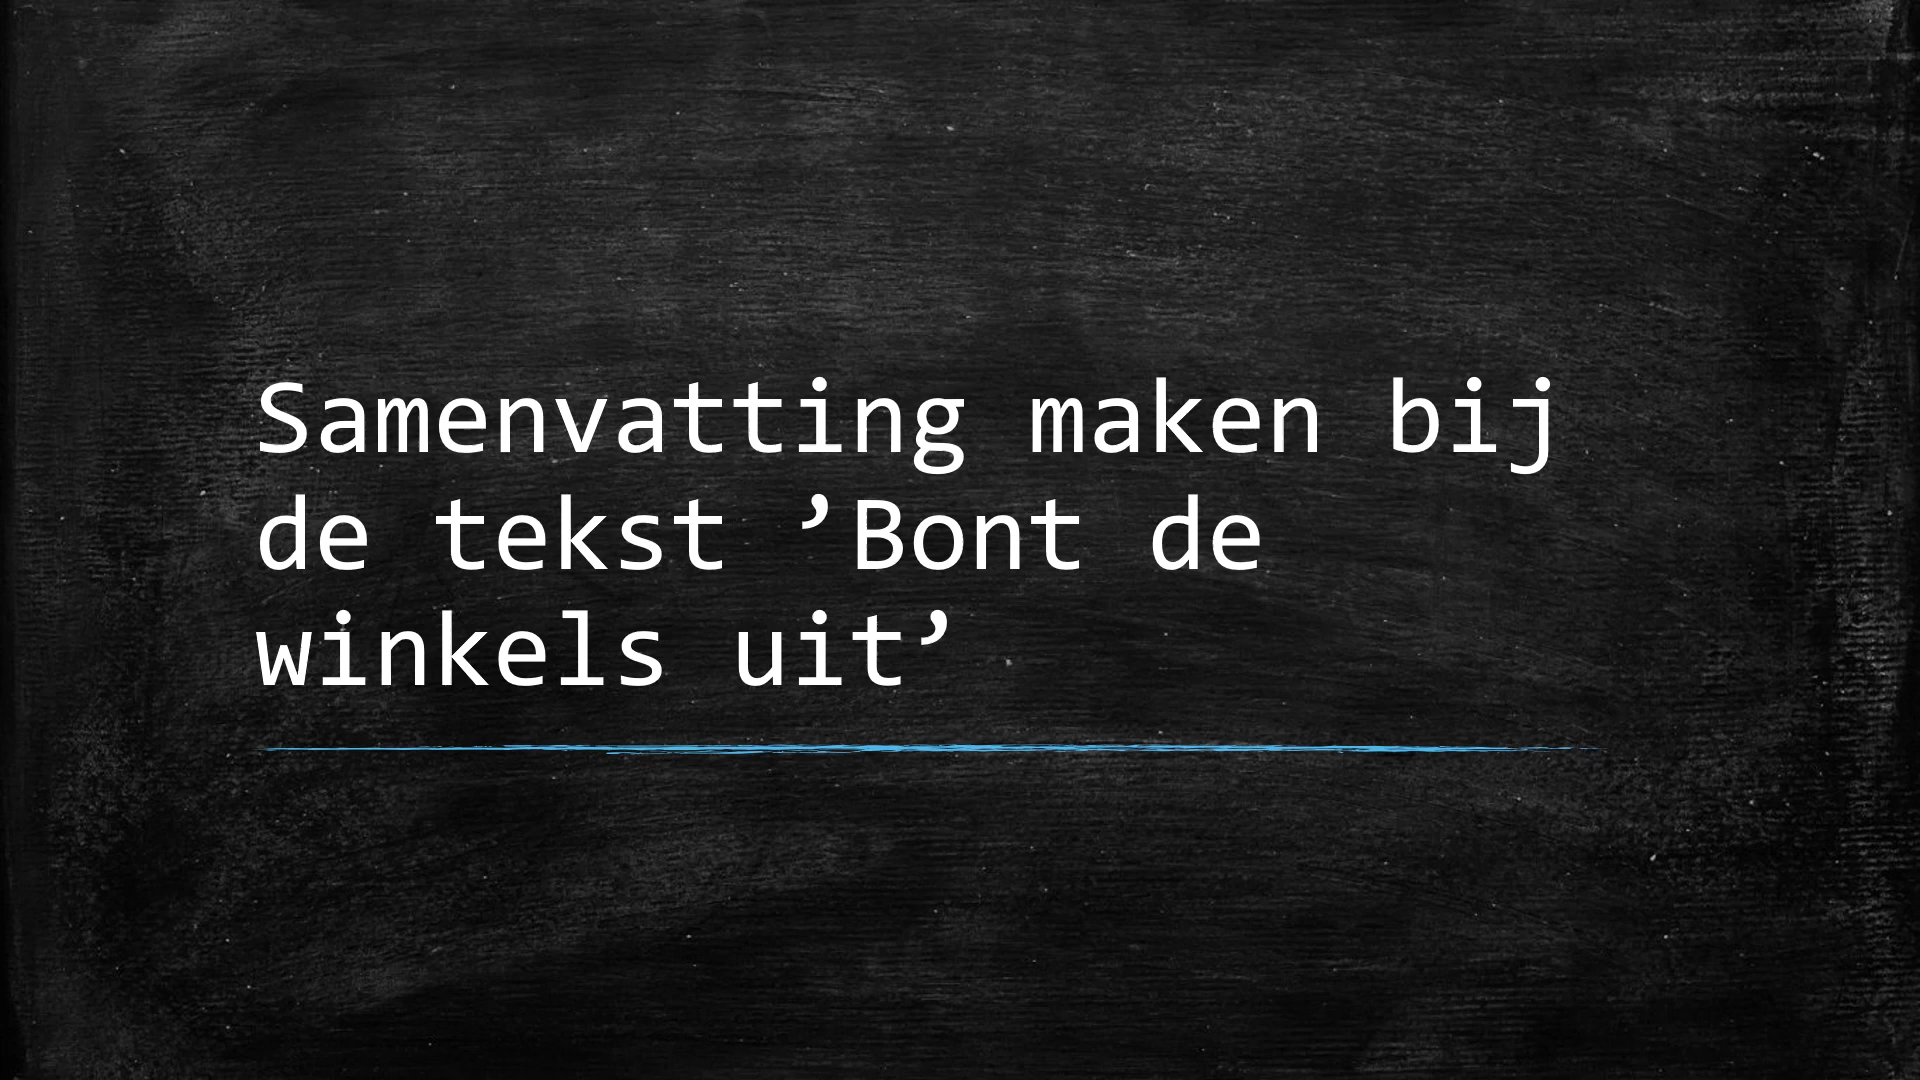 Samenvatting maken bij
de tekst ’Bont de
winkels uit’